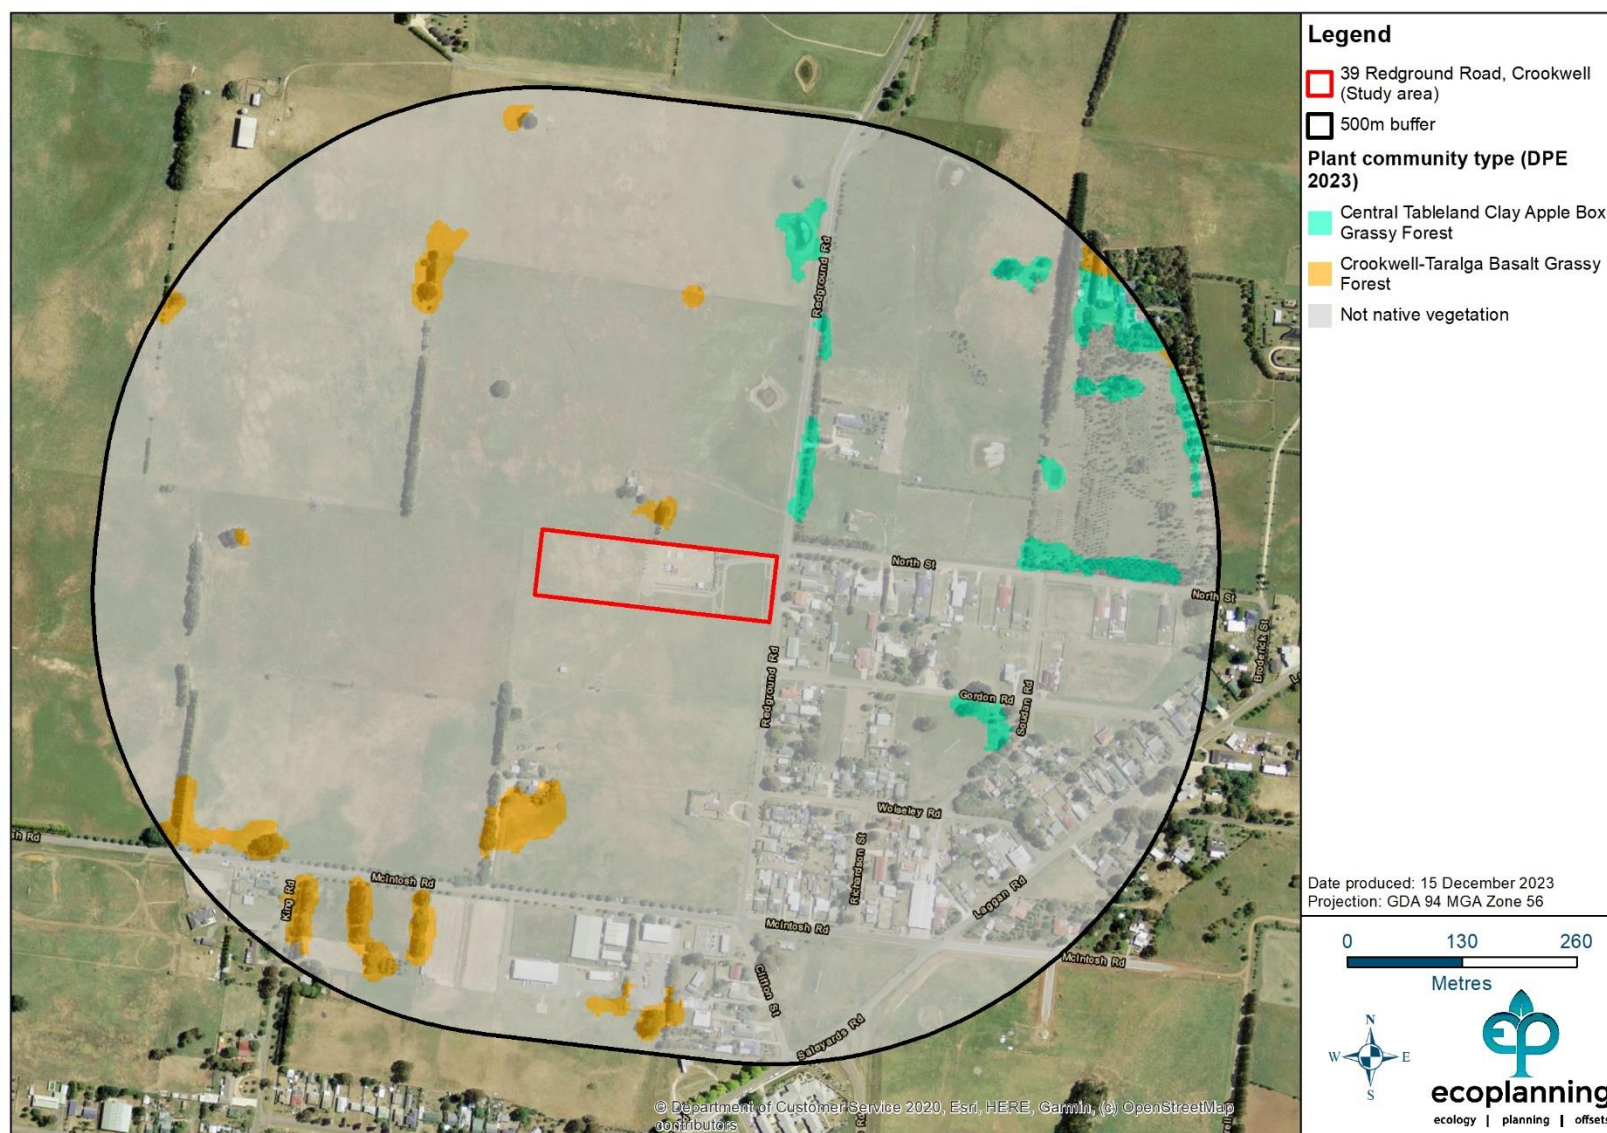 Legend
39 Redground Road, Crookwell
(Study area)
500m buffer
Plant community type (DPE
2023)
Central Tableland Clay Apple Box
Grassy Forest
Crookwell-Taralga Basalt Grassy
Forest
Not native vegetation
Redground Rd
North St
North St
Broderick St
Gordon Rd
Soudan Rd
Redground Rd
Wolseley Rd
Richardson St
Laggan Rd
McIntosh Rd
King Rd
McIntosh Rd
McIntosh Rd
Clifton St
Saleyards Rd
© Department of Customer Service 2020, Esri, HERE, Garmin, (c) OpenStreetMap
contributors
Date produced: 15 December 2023
Projection: GDA 94 MGA Zone 56
0 130 260
Metres
N
W E
S
ep
ecoplanning
ecology | planning | offsets